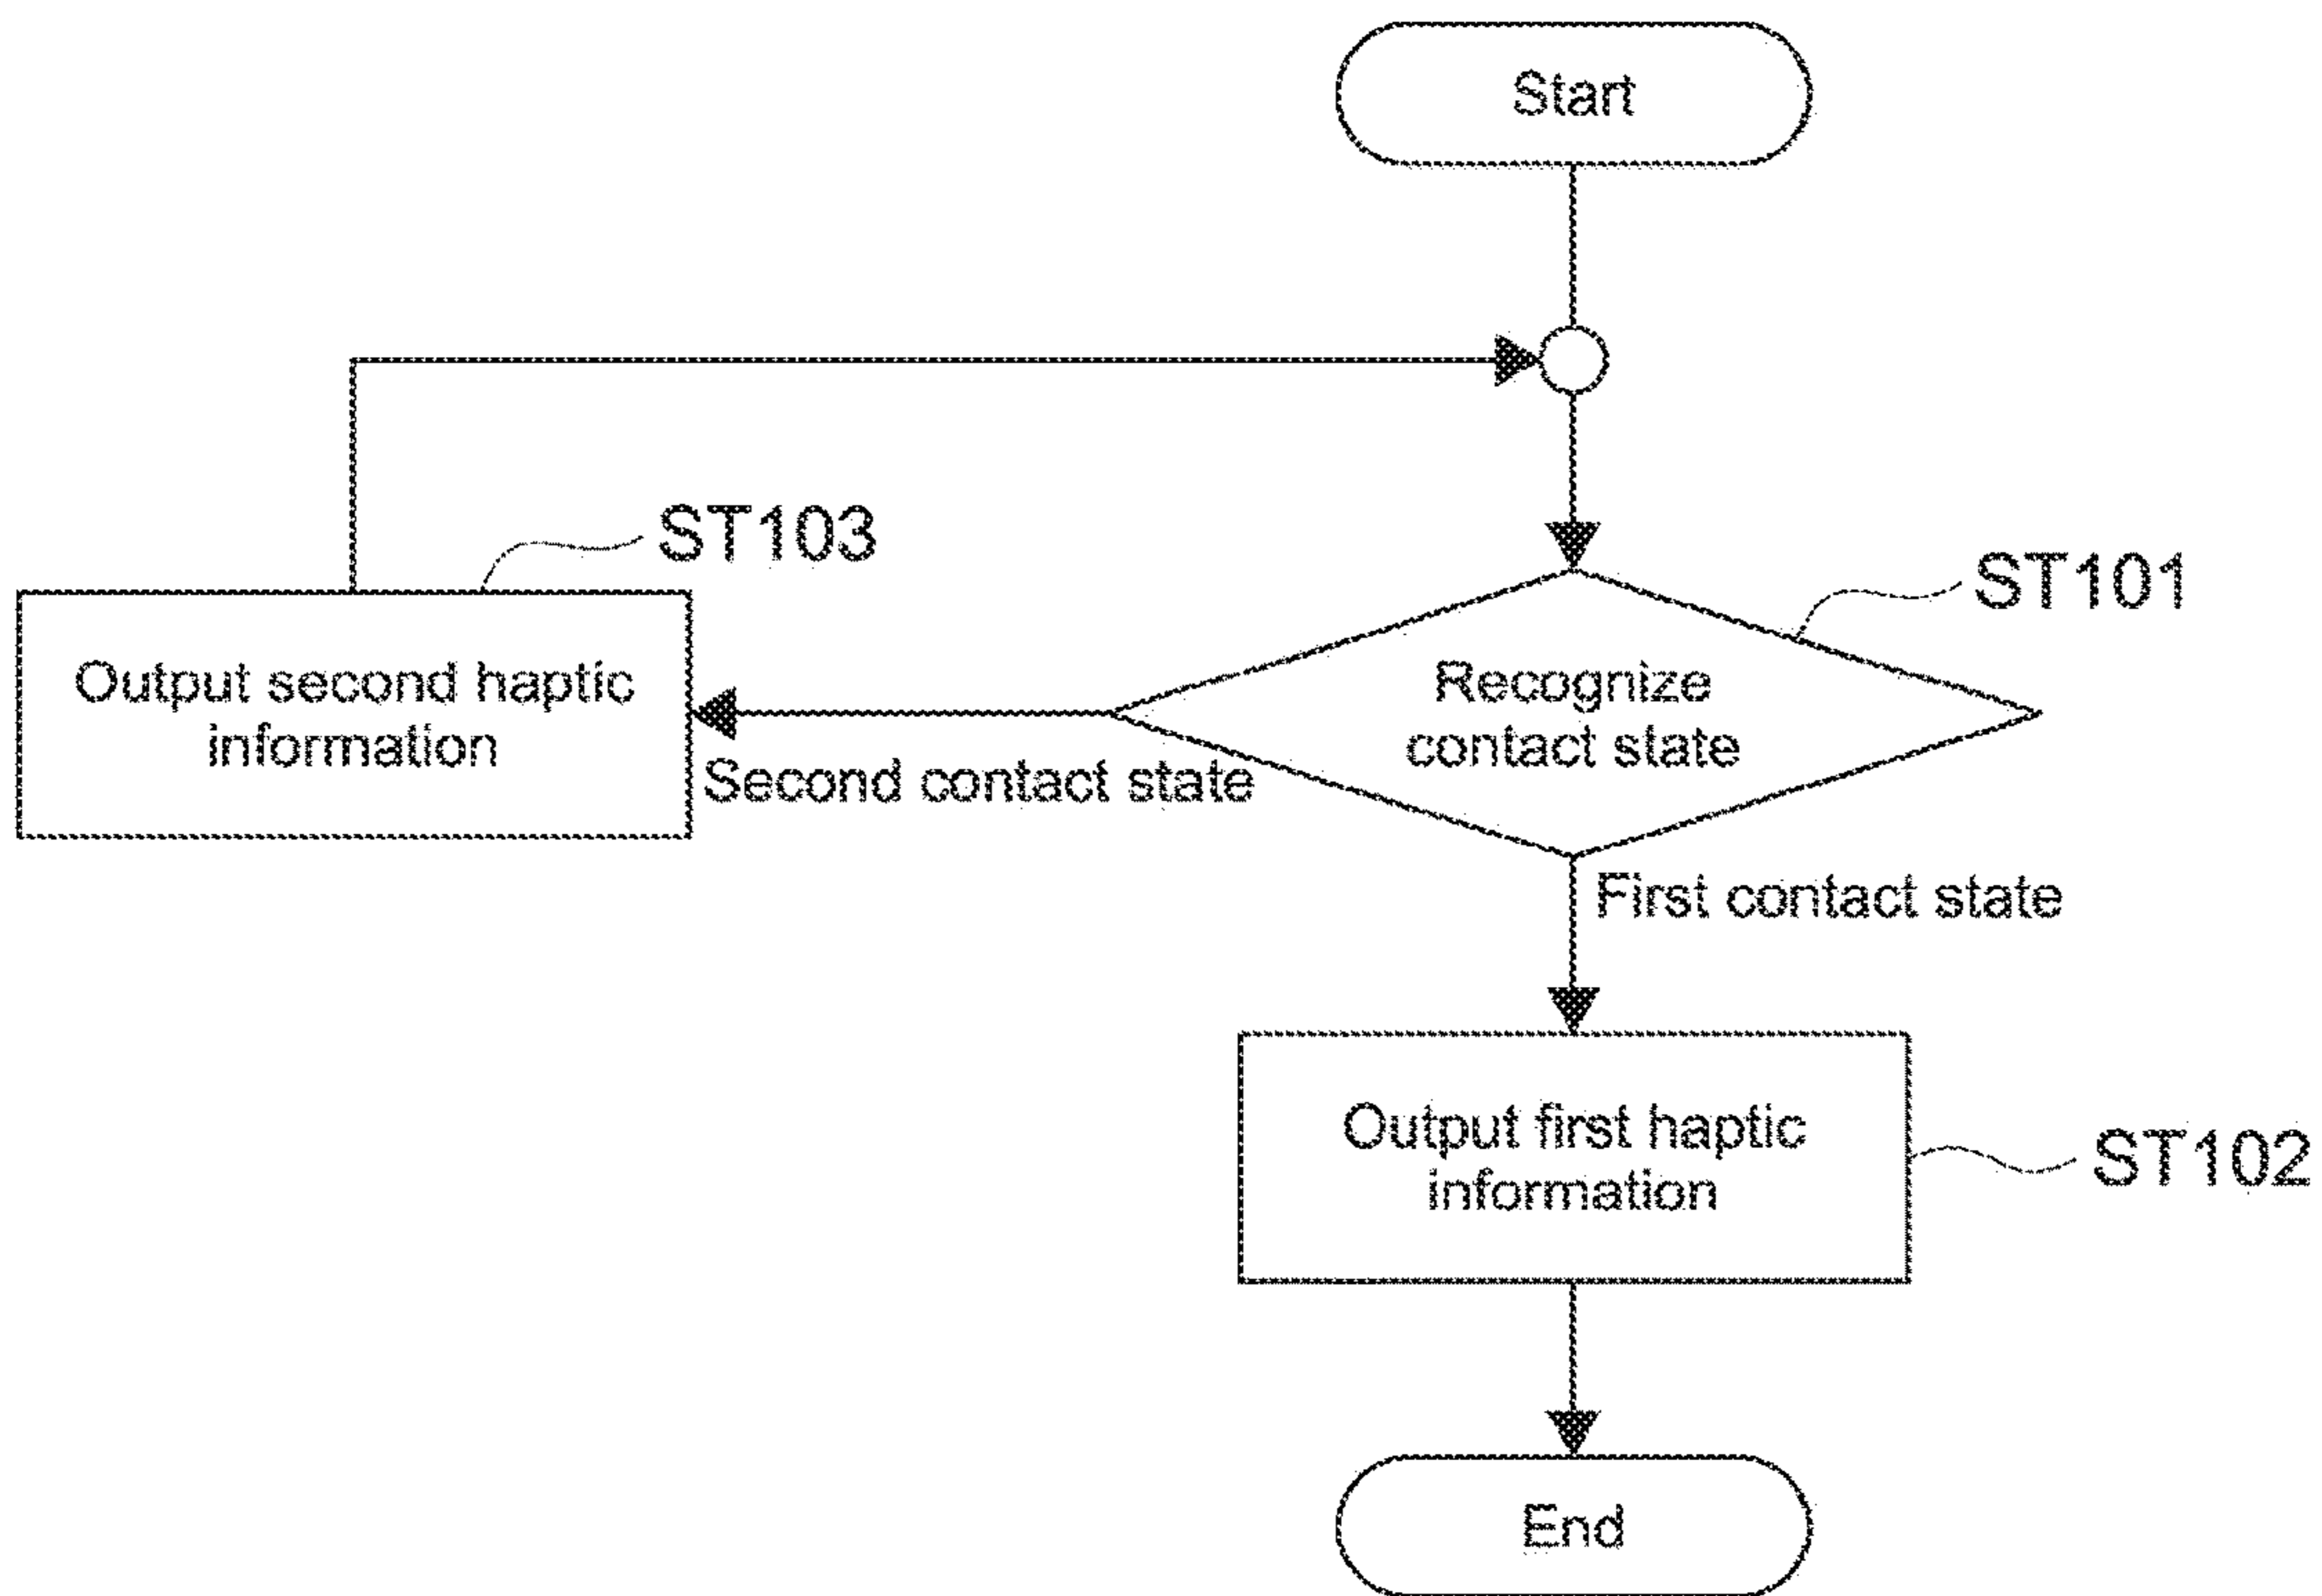 Start
ST103
ST101
Output second haptic
information
Recognize
contact state
Second contact state
First contact state
Output first haptic
information
ST102
End